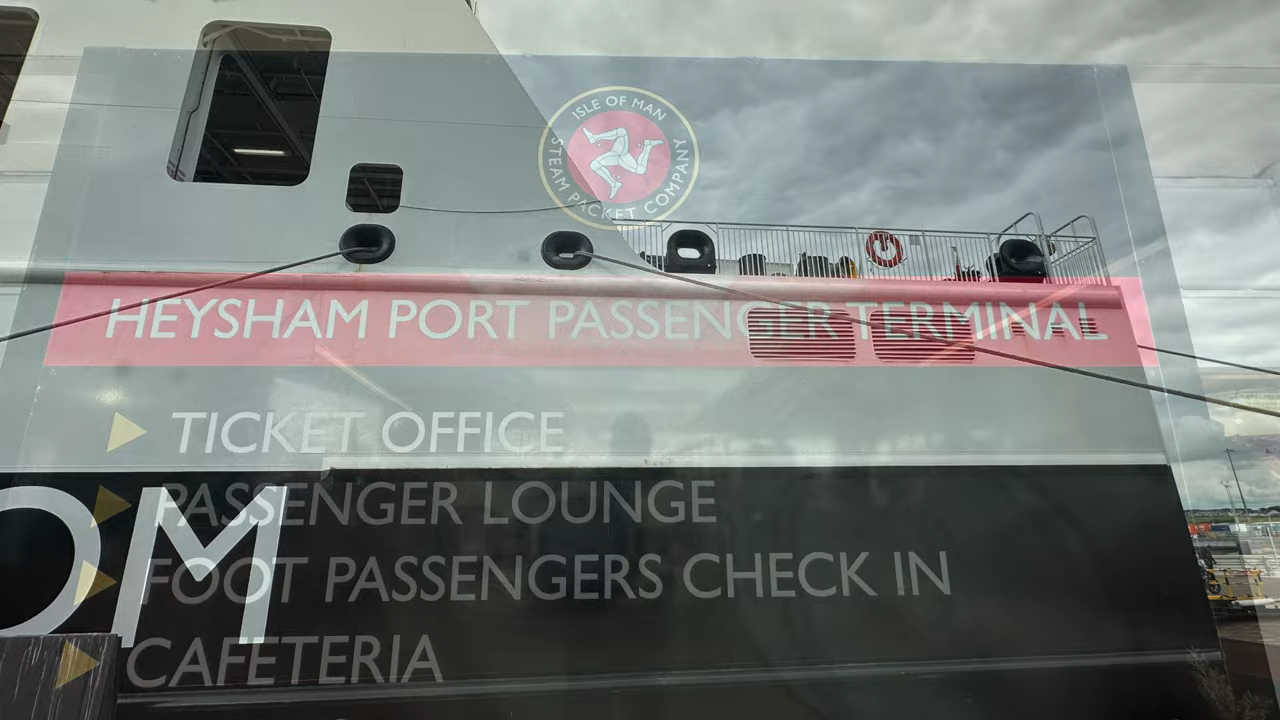 ISLE OF MAN
STEAM PACKET COMPANY
HEYSHAM PORT PASSENGER TERMINAL
TICKET OFFICE
PASSENGER LOUNGE
OM
FOOT PASSENGERS CHECK IN
CAFETERIA